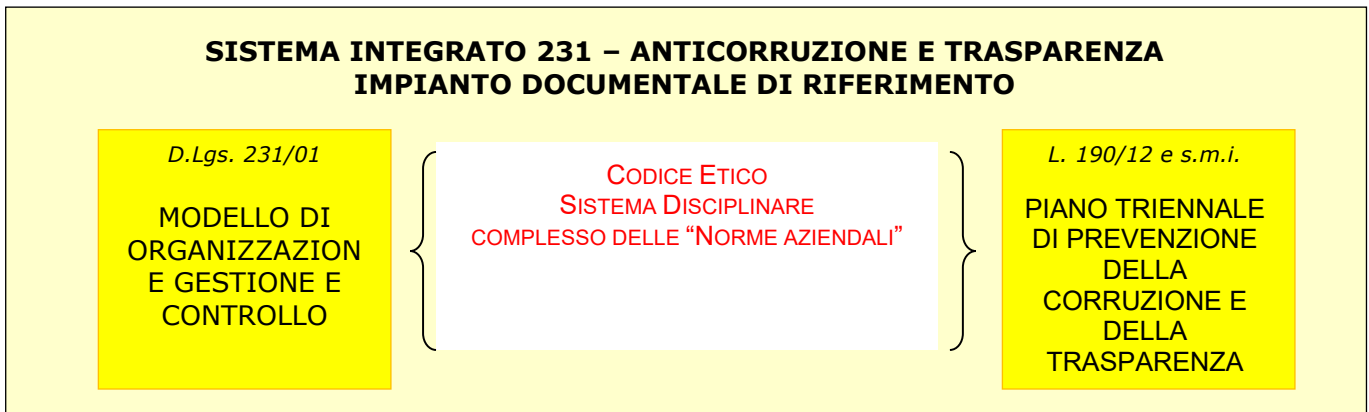 SISTEMA INTEGRATO 231 – ANTICORRUZIONE E TRASPARENZA
IMPIANTO DOCUMENTALE DI RIFERIMENTO
D.Lgs. 231/01
MODELLO DI
ORGANIZZAZION
E GESTIONE E
CONTROLLO
CODICE ETICO
SISTEMA DISCIPLINARE
COMPLESSO DELLE “NORME AZIENDALI”
L. 190/12 e s.m.i.
PIANO TRIENNALE
DI PREVENZIONE
DELLA
CORRUZIONE E
DELLA
TRASPARENZA